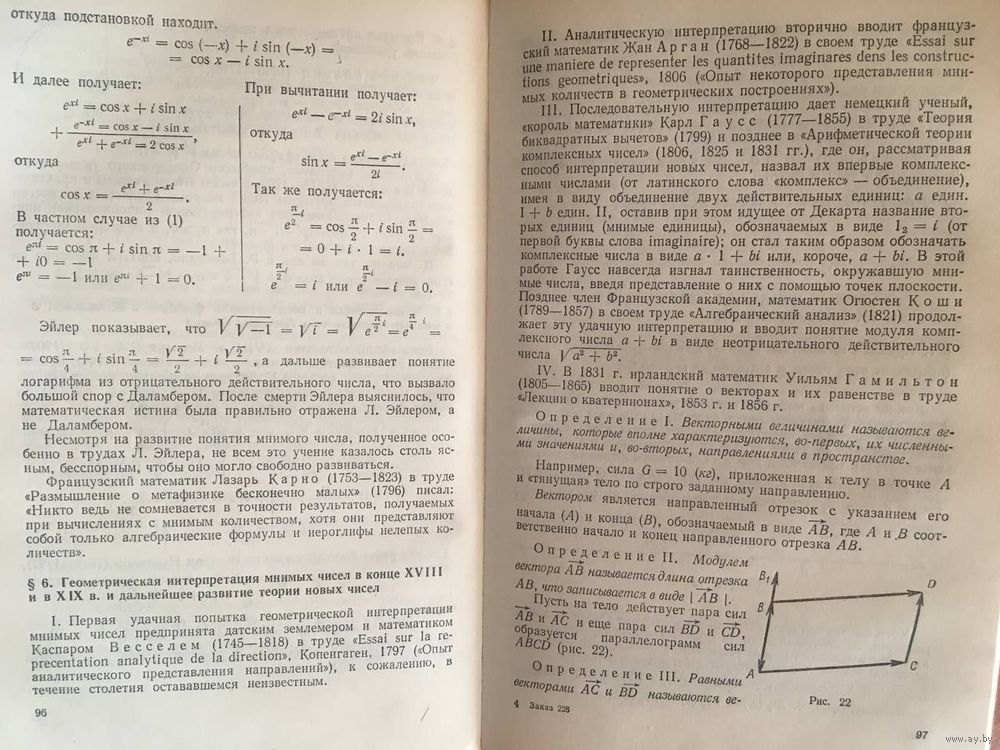 откуда подстановкой находит.
e^{−xi} = cos (−x) + i sin (−x) =
= cos x − i sin x.
И далее получает:
e^{xi} = cos x + i sin x
+ e^{−xi} = cos x − i sin x
e^{xi} + e^{−xi} = 2 cos x ,
откуда
cos x = (e^{xi} + e^{−xi})/2.
В частном случае из (1)
получается:
e^{πi} = cos π + i sin π = −1 +
+ i0 = −1
e^{πi} = −1 или e^{πi} + 1 = 0.
При вычитании получает:
e^{xi} − e^{−xi} = 2i sin x,
откуда
sin x = (e^{xi} − e^{−xi})/2i.
Так же получается:
e^{π/2 i} = cos π/2 + i sin π/2 =
= 0 + i · 1 = i.
e^{π/2 i} = i или e^{π/2 i} − i = 0.
Эйлер показывает, что √√−1 = √i = √e^{π/2 i} = e^{π/4 i} =
= cos π/4 + i sin π/4 = √2/2 + i √2/2 , а дальше развивает понятие
логарифма из отрицательного действительного числа, что вызвало
большой спор с Даламбером. После смерти Эйлера выяснилось, что
математическая истина была правильно отражена Л. Эйлером, а
не Даламбером.
Несмотря на развитие понятия мнимого числа, полученное осо-
бенно в трудах Л. Эйлера, не всем это учение казалось столь яс-
ным, бесспорным, чтобы оно могло свободно развиваться.
Французский математик Лазарь Карно (1753—1823) в труде
«Размышление о метафизике бесконечно малых» (1796) писал:
«Никто ведь не сомневается в точности результатов, получаемых
при вычислениях с мнимым количеством, хотя они представляют
собой только алгебраические формулы и иероглифы нелепых ко-
личеств».
§ 6. Геометрическая интерпретация мнимых чисел в конце XVIII
и в XIX в. и дальнейшее развитие теории новых чисел
I. Первая удачная попытка геометрической интерпретации
мнимых чисел предпринята датским землемером и математиком
Каспаром Весселем (1745—1818) в труде «Essai sur la re-
precentation analytique de la direction», Копенгаген, 1797 («Опыт
аналитического представления направлений»), к сожалению, в
течение столетия остававшемся неизвестным.
96
II. Аналитическую интерпретацию вторично вводит француз-
ский математик Жан Арган (1768—1822) в своем труде «Essai sur
une maniere de representer les quantites imaginares dens les construc-
tions geometriques», 1806 («Опыт некоторого представления мни-
мых количеств в геометрических построениях»).
III. Последовательную интерпретацию дает немецкий ученый,
«король математики» Карл Гаусс (1777—1855) в труде «Теория
биквадратных вычетов» (1799) и позднее в «Арифметической теории
комплексных чисел» (1806, 1825 и 1831 гг.), где он, рассматривая
способ интерпретации новых чисел, назвал их впервые комплекс-
ными числами (от латинского слова «комплекс» — объединение),
имея в виду объединение двух действительных единиц: a един.
I + b един. II, оставив при этом идущее от Декарта название вто-
рых единиц (мнимые единицы), обозначаемых в виде 1₂ = i (от
первой буквы слова imaginaire); он стал таким образом обозначать
комплексные числа в виде a · 1 + bi или, короче, a + bi. В этой
работе Гаусс навсегда изгнал таинственность, окружавшую мни-
мые числа, введя представление о них с помощью точек плоскости.
Позднее член Французской академии, математик Огюстен Коши
(1789—1857) в своем труде «Алгебраический анализ» (1821) продол-
жает эту удачную интерпретацию и вводит понятие модуля комп-
лексного числа a + bi в виде неотрицательного действительного
числа √a² + b².
IV. В 1831 г. ирландский математик Уильям Гамильтон
(1805—1865) вводит понятие о векторах и их равенстве в труде
«Лекции о кватернионах», 1853 г. и 1856 г.
Определение I. Векторными величинами называются ве-
личины, которые вполне характеризуются, во-первых, их численны-
ми значениями и, во-вторых, направлениями в пространстве.
Например, сила G = 10 (кг), приложенная к телу в точке A
и «тянущая» тело по строго заданному направлению.
Вектором является направленный отрезок с указанием его
начала (A) и конца (B), обозначаемый в виде AB, где A и B соот-
ветственно начало и конец направленного отрезка AB.
Определение II. Модулем
вектора AB называется длина отрезка
AB, что записывается в виде | AB |.
Пусть на тело действует пара сил
AB и AC и еще пара сил BD и CD,
образуется параллелограмм сил
ABCD (рис. 22).
Определение III. Равными
векторами AC и BD называются ве-
B₁
B
D
A
C
Рис. 22
4 Заказ 228
97
www.ay.by